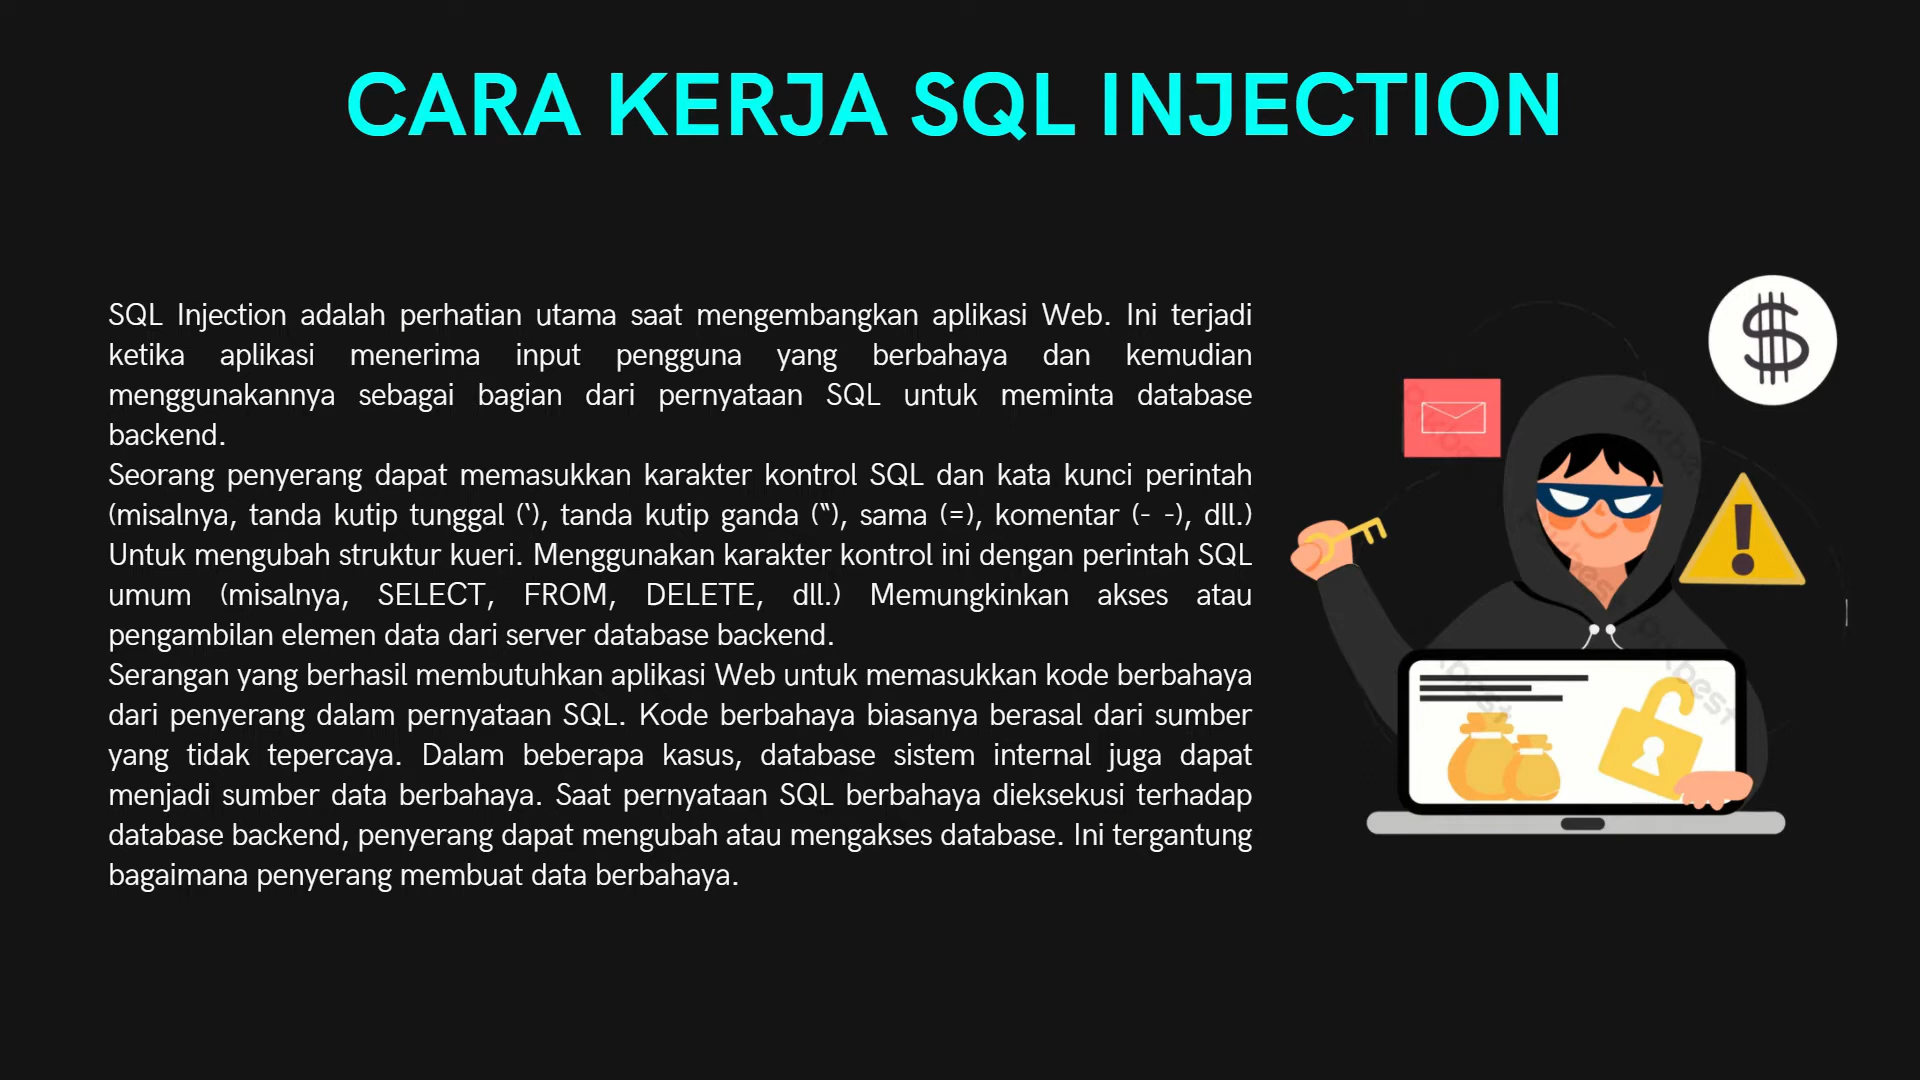 CARA KERJA SQL INJECTION
SQL Injection adalah perhatian utama saat mengembangkan aplikasi Web. Ini terjadi
ketika aplikasi menerima input pengguna yang berbahaya dan kemudian
menggunakannya sebagai bagian dari pernyataan SQL untuk meminta database
backend.
Seorang penyerang dapat memasukkan karakter kontrol SQL dan kata kunci perintah
(misalnya, tanda kutip tunggal (‘), tanda kutip ganda (“), sama (=), komentar (- -), dll.)
Untuk mengubah struktur kueri. Menggunakan karakter kontrol ini dengan perintah SQL
umum (misalnya, SELECT, FROM, DELETE, dll.) Memungkinkan akses atau
pengambilan elemen data dari server database backend.
Serangan yang berhasil membutuhkan aplikasi Web untuk memasukkan kode berbahaya
dari penyerang dalam pernyataan SQL. Kode berbahaya biasanya berasal dari sumber
yang tidak tepercaya. Dalam beberapa kasus, database sistem internal juga dapat
menjadi sumber data berbahaya. Saat pernyataan SQL berbahaya dieksekusi terhadap
database backend, penyerang dapat mengubah atau mengakses database. Ini tergantung
bagaimana penyerang membuat data berbahaya.